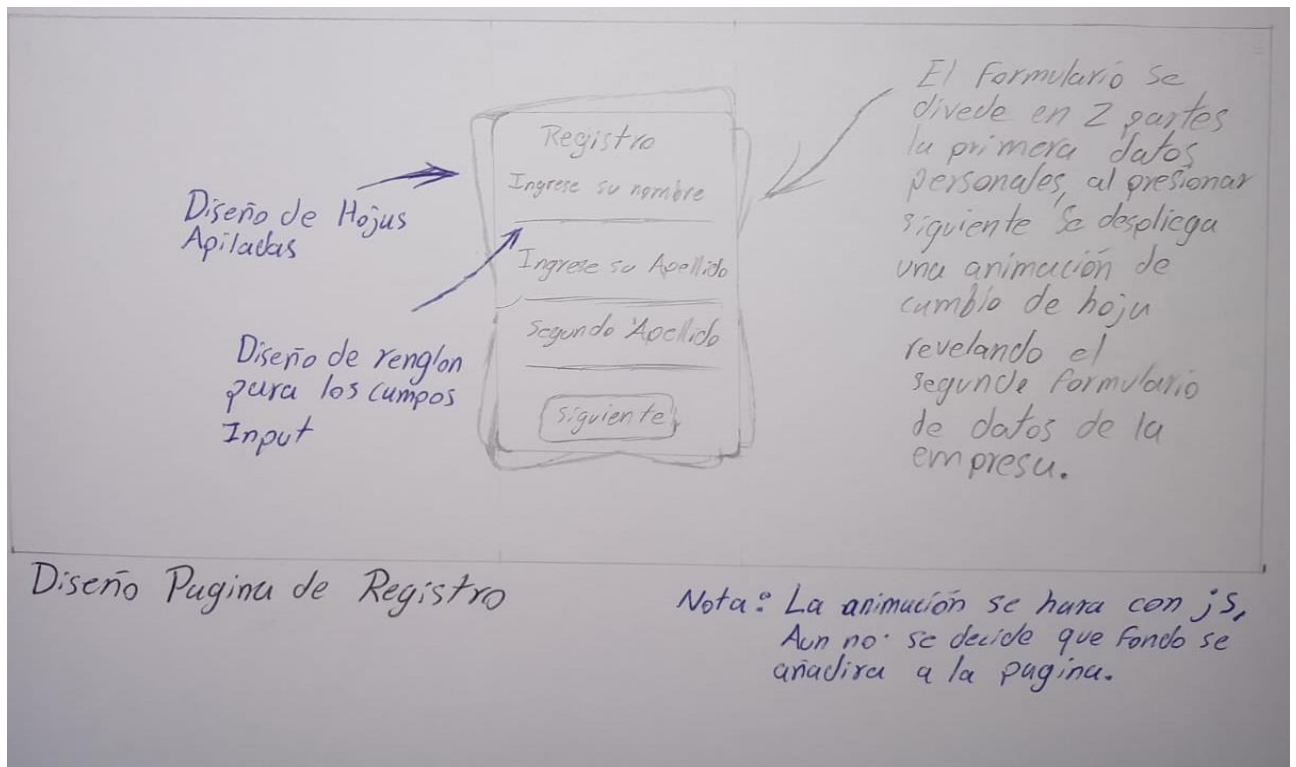 Registro
Ingrese su nombre
Ingrese su Apellido
Segundo Apellido
Siguiente
Diseño de Hojas
Apiladas
Diseño de renglon
para los campos
Input
El Formulario se
divede en 2 partes
la primera datos
personales, al presionar
siguiente se despliega
una animación de
cambio de hoja
revelando el
segunde formulario
de datos de la
empresa.
Diseño Pagina de Registro
Nota: La animación se hara con js,
Aun no se decide que fondo se
añadira a la pagina.